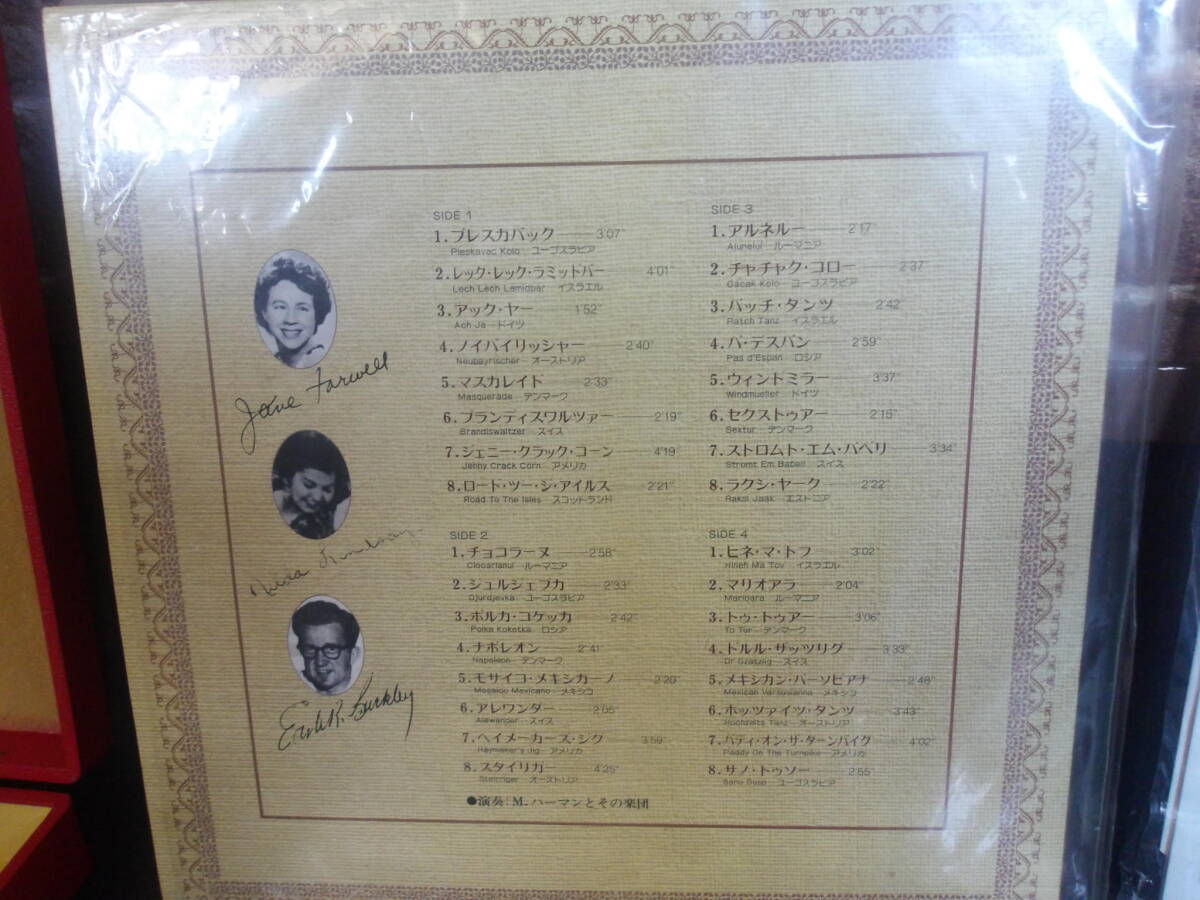 SIDE 1
1.プレスカバック 3'07"
Pleskavac Kolo ユーゴスラビア
2.レック・レック・ラミットバー 4'01"
Lech Lech Lamidbar イスラエル
3.アック・ヤー 1'52"
Ach Ja ドイツ
4.ノイバイリッシャー 2'40"
Neubayrischer オーストリア
5.マスカレイド 2'33"
Masquerade デンマーク
6.ブランディスワルツァー 2'19"
Brandiswaltzer スイス
7.ジェニー・クラック・コーン 4'19"
Jenny Crack Corn アメリカ
8.ロード・ツー・ジ・アイルス 2'21"
Road To The Isles スコットランド
SIDE 2
1.チョコラーヌ 2'58"
Ciocarlanul ルーマニア
2.ジュルジェフカ 2'33"
Djurdjevka ユーゴスラビア
3.ポルカ・コケッカ 2'42"
Polka Koketka ロシア
4.ナポレオン 2'41"
Napoleon デンマーク
5.モサイコ・メキシカーノ 2'20"
Mosaico Mexicano メキシコ
6.アレワンダー 2'05"
Alewander スイス
7.ヘイメーカーズ・ジグ 3'59"
Haymaker's Jig アメリカ
8.スタイリガー 4'25"
Steirriger オーストリア
SIDE 3
1.アルネルー 2'17"
Alunelul ルーマニア
2.チャチャク・コロー 2'37"
Cacak Kolo ユーゴスラビア
3.パッチ・タンツ 2'42"
Patch Tanz イスラエル
4.パ・デスパン 2'59"
Pas d'Espan ロシア
5.ウィンドミラー 3'37"
Windmueller ドイツ
6.セクストゥアー 2'15"
Sextur デンマーク
7.ストロムト・エム・バベリ 3'34"
Stromt Em Babeli スイス
8.ラクシ・ヤーク 2'22"
Raksi Jaak エストニア
SIDE 4
1.ヒネ・マ・トフ 3'02"
Hineh Ma Tov イスラエル
2.マリオアラ 2'04"
Marioara ルーマニア
3.トゥ・トゥアー 3'06"
To Tur デンマーク
4.トルル・ザッツリグ 3'33"
Dr Gsätzlig スイス
5.メキシカン・バーソビアナ 2'48"
Mexican Varsouianna メキシコ
6.ホッツァイツ・タンツ 3'43"
Hochzeits Tanz オーストリア
7.パディ・オン・ザ・ターンパイク 4'02"
Paddy On The Turnpike アメリカ
8.サノ・ドゥソー 2'55"
Sano Duso ユーゴスラビア
●演奏:M.ハーマンとその楽団
Jane Farwell